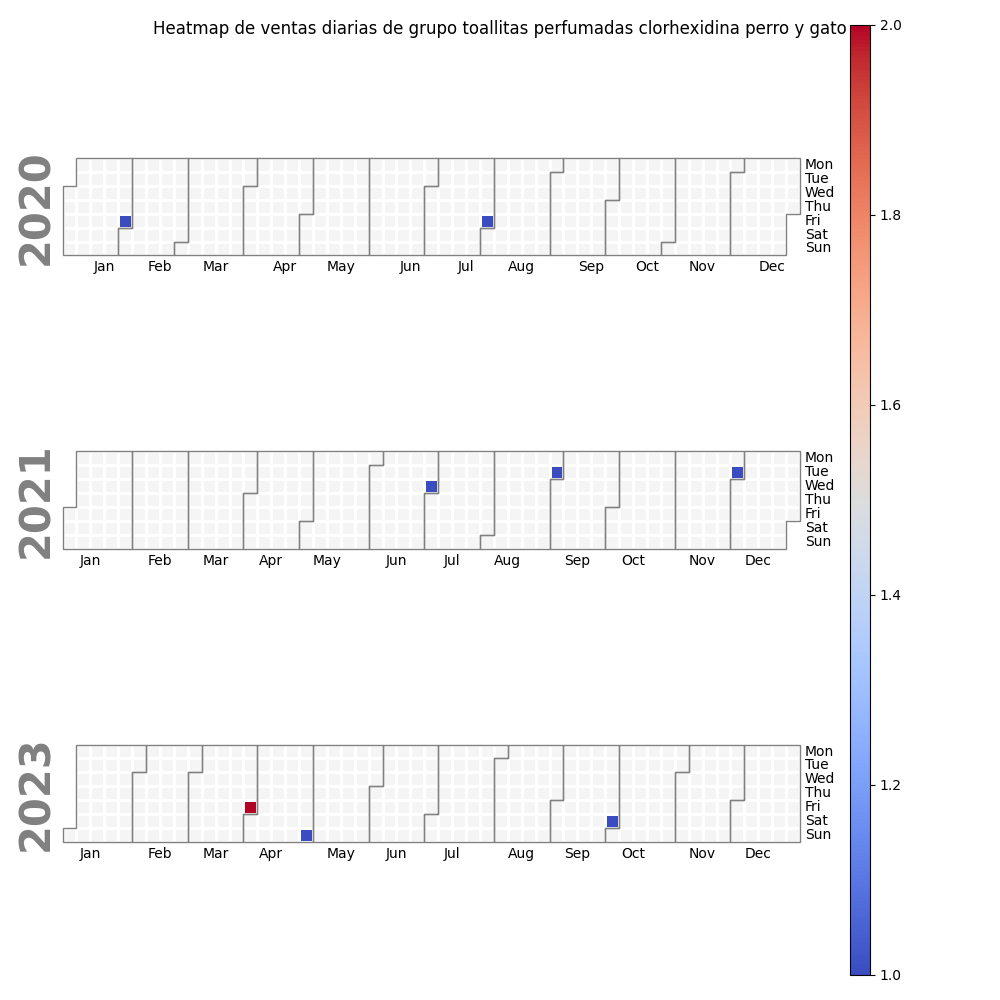 Heatmap de ventas diarias de grupo toallitas perfumadas clorhexidina perro y gato
2020
Mon
Tue
Wed
Thu
Fri
Sat
Sun
Jan Feb Mar Apr May Jun Jul Aug Sep Oct Nov Dec
2021
Mon
Tue
Wed
Thu
Fri
Sat
Sun
Jan Feb Mar Apr May Jun Jul Aug Sep Oct Nov Dec
2023
Mon
Tue
Wed
Thu
Fri
Sat
Sun
Jan Feb Mar Apr May Jun Jul Aug Sep Oct Nov Dec
2.0
1.8
1.6
1.4
1.2
1.0